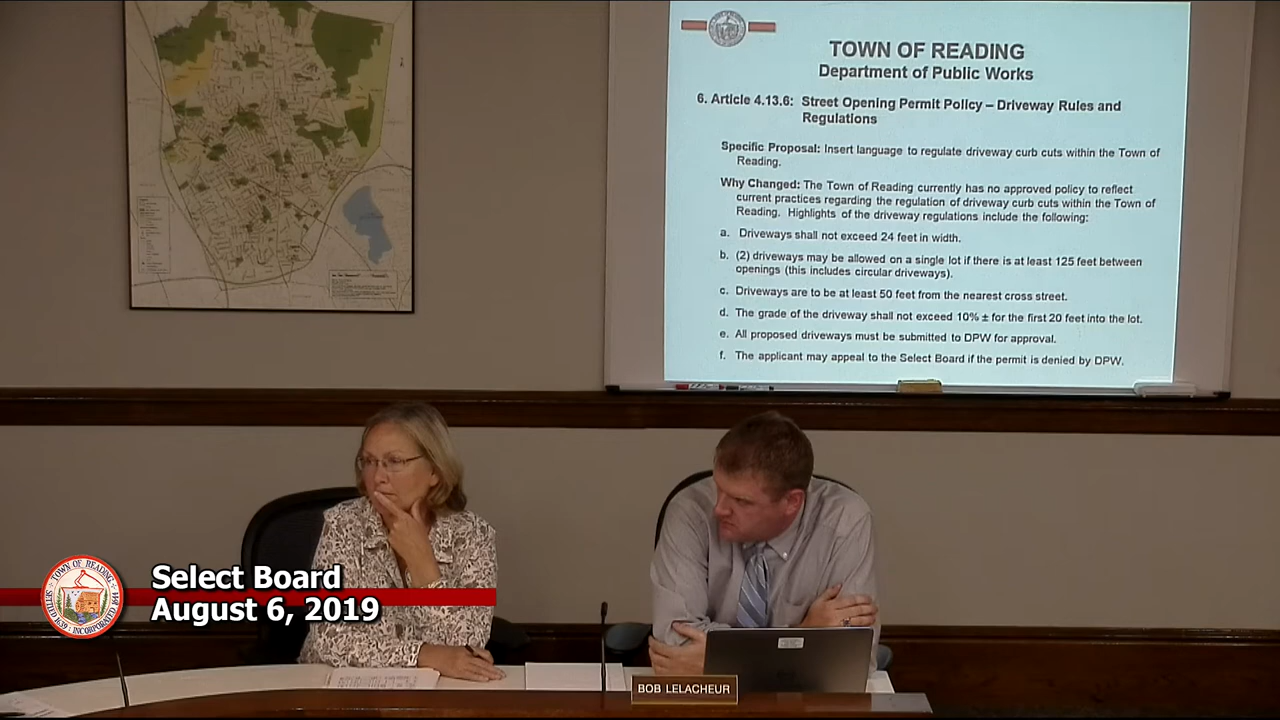 TOWN OF READING
Department of Public Works
6. Article 4.13.6: Street Opening Permit Policy – Driveway Rules and
Regulations
Specific Proposal: Insert language to regulate driveway curb cuts within the Town of
Reading.
Why Changed: The Town of Reading currently has no approved policy to reflect
current practices regarding the regulation of driveway curb cuts within the Town of
Reading. Highlights of the driveway regulations include the following:
a. Driveways shall not exceed 24 feet in width.
b. (2) driveways may be allowed on a single lot if there is at least 125 feet between
openings (this includes circular driveways).
c. Driveways are to be at least 50 feet from the nearest cross street.
d. The grade of the driveway shall not exceed 10% ± for the first 20 feet into the lot.
e. All proposed driveways must be submitted to DPW for approval.
f. The applicant may appeal to the Select Board if the permit is denied by DPW.
TOWN OF READING
SETTLED 1639 · INCORPORATED 1644
Select Board
August 6, 2019
BOB LELACHEUR